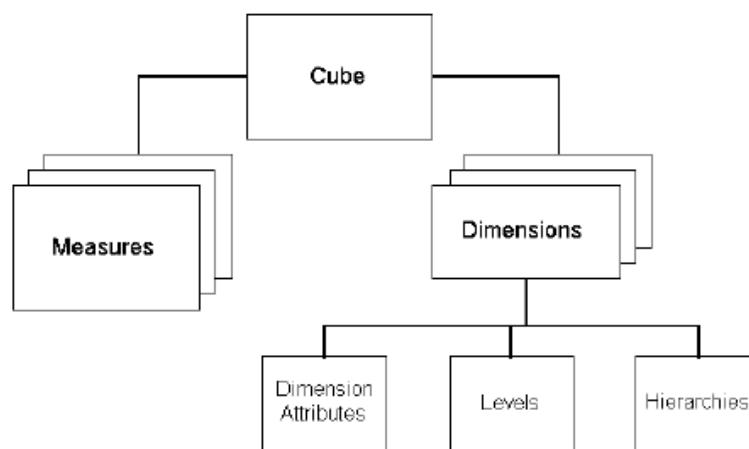 Cube
Measures
Dimensions
Dimension
Attributes
Levels
Hierarchies